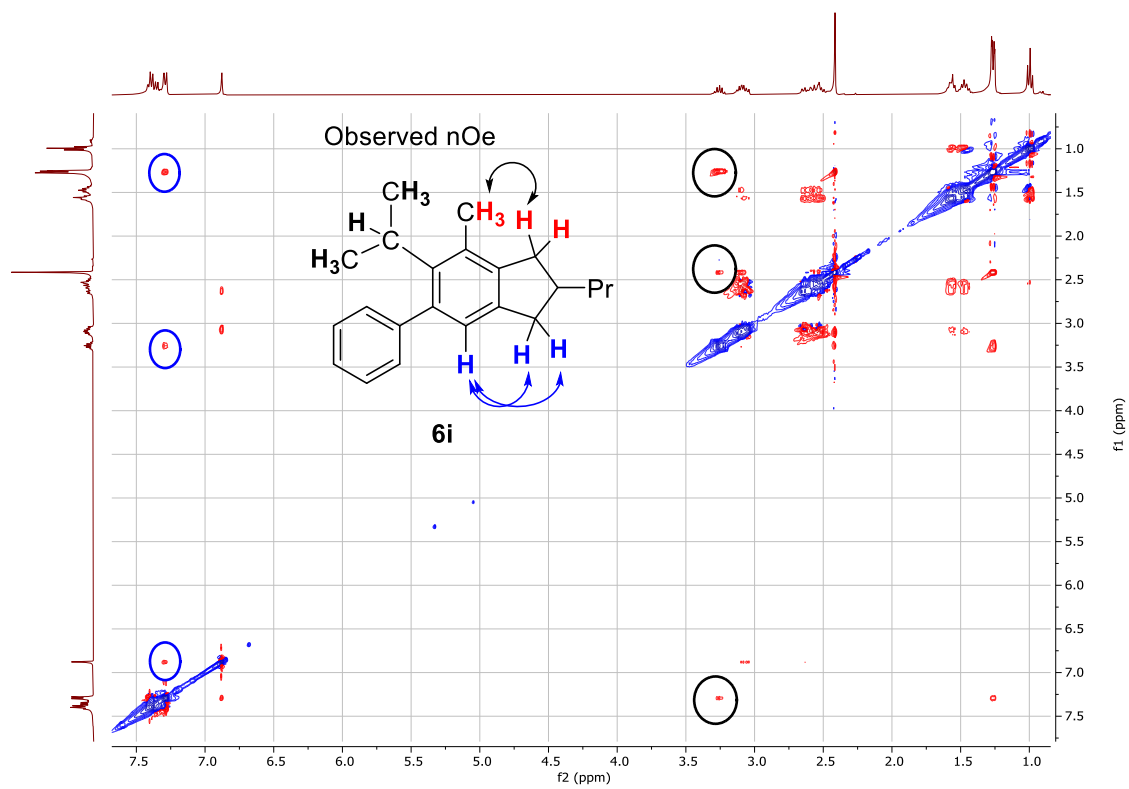 Observed nOe
CH3
H
CH3
H
H
C
H3C
Pr
H
H
H
6i
1.0
1.5
2.0
2.5
3.0
3.5
4.0
4.5
5.0
5.5
6.0
6.5
7.0
7.5
f1 (ppm)
7.5 7.0 6.5 6.0 5.5 5.0 4.5 4.0 3.5 3.0 2.5 2.0 1.5 1.0
f2 (ppm)